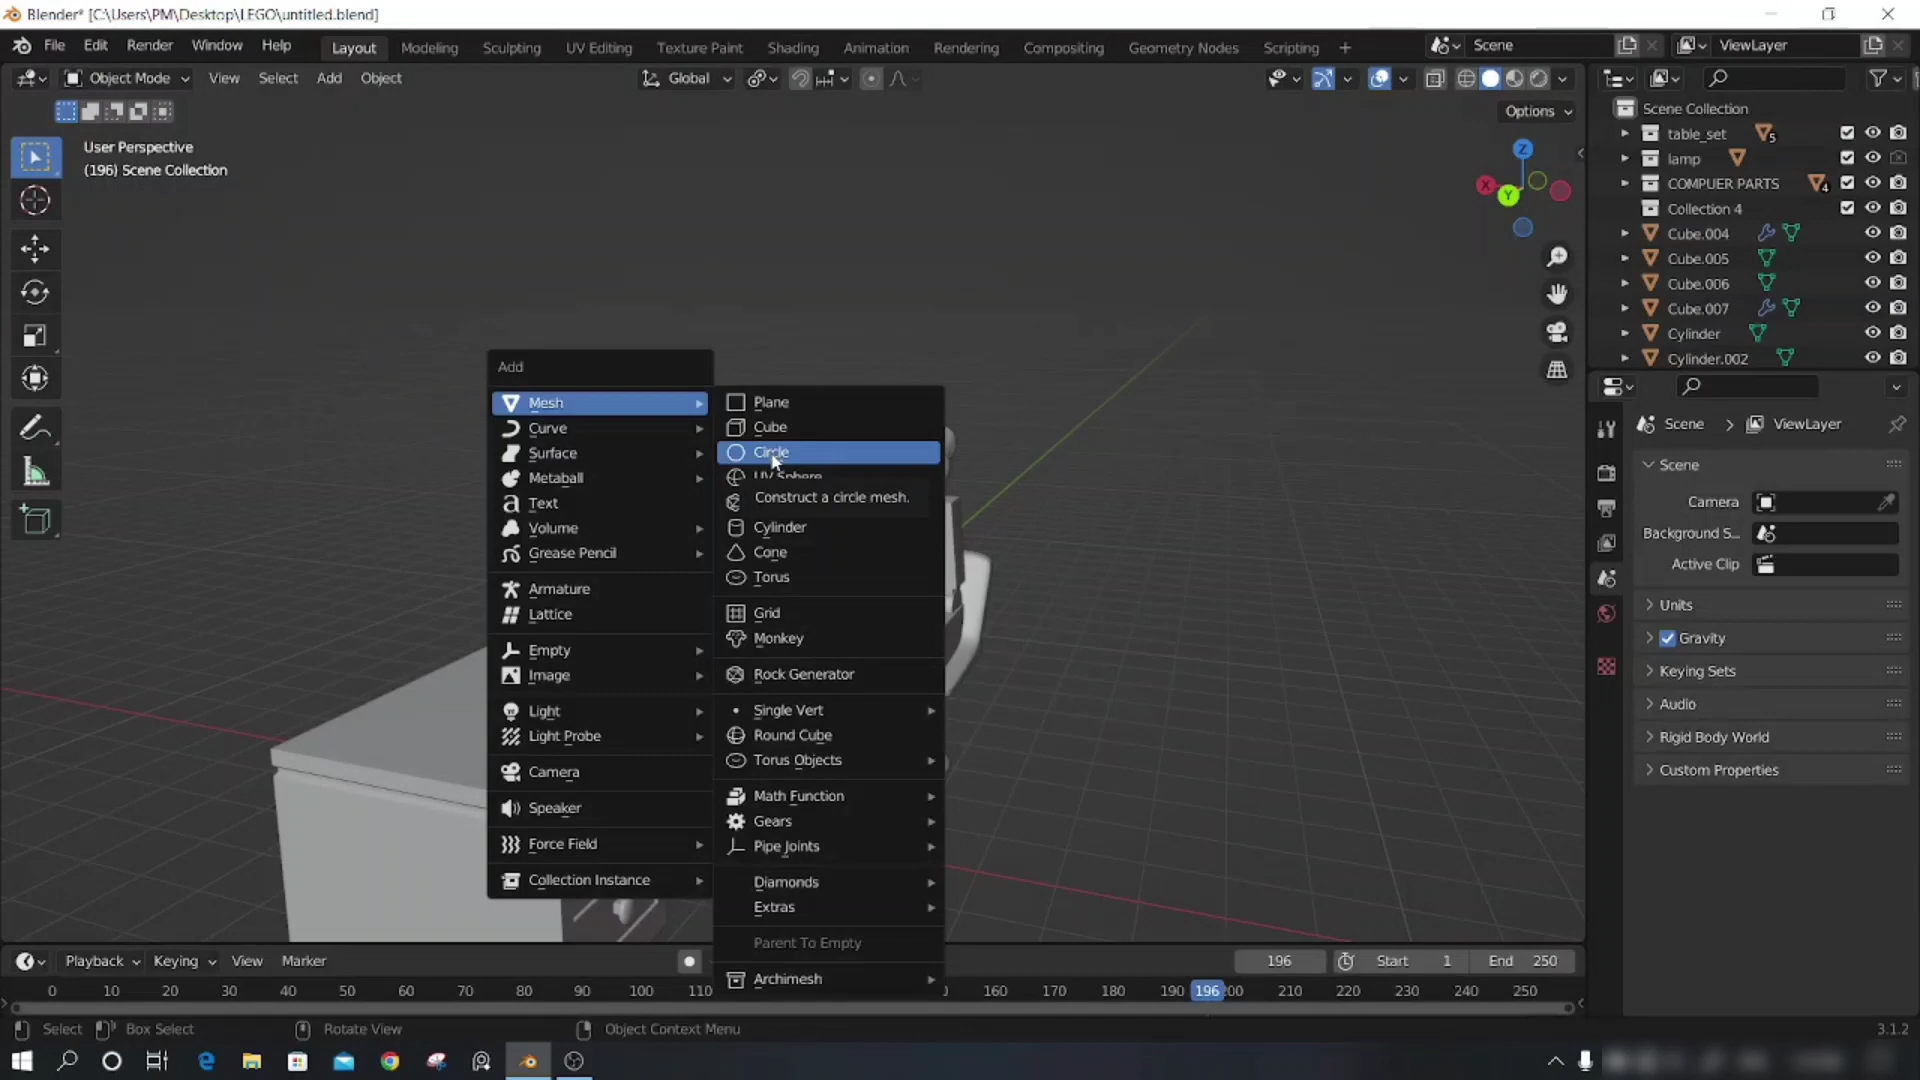 Blender* [C:\Users\PM\Desktop\LEGO\untitled.blend]
File Edit Render Window Help Layout Modeling Sculpting UV Editing Texture Paint Shading Animation Rendering Compositing Geometry Nodes Scripting + Scene ViewLayer
Object Mode View Select Add Object Global
Options
User Perspective
(196) Scene Collection
Z
X
Y
Scene Collection
table_set 5
lamp
COMPUER PARTS 4
Collection 4
Cube.004
Cube.005
Cube.006
Cube.007
Cylinder
Cylinder.002
Add
Mesh
Curve
Surface
Metaball
Text
Volume
Grease Pencil
Armature
Lattice
Empty
Image
Light
Light Probe
Camera
Speaker
Force Field
Collection Instance
Plane
Cube
Circle
UV Sphere
Construct a circle mesh.
Cylinder
Cone
Torus
Grid
Monkey
Rock Generator
Single Vert
Round Cube
Torus Objects
Math Function
Gears
Pipe Joints
Diamonds
Extras
Parent To Empty
Archimesh
Scene > ViewLayer
Scene
Camera
Background S...
Active Clip
Units
Gravity
Keying Sets
Audio
Rigid Body World
Custom Properties
Playback Keying View Marker 196 Start 1 End 250
0 10 20 30 40 50 60 70 80 90 100 110 160 170 180 190 196 210 220 230 240 250
Select Box Select Rotate View Object Context Menu 3.1.2